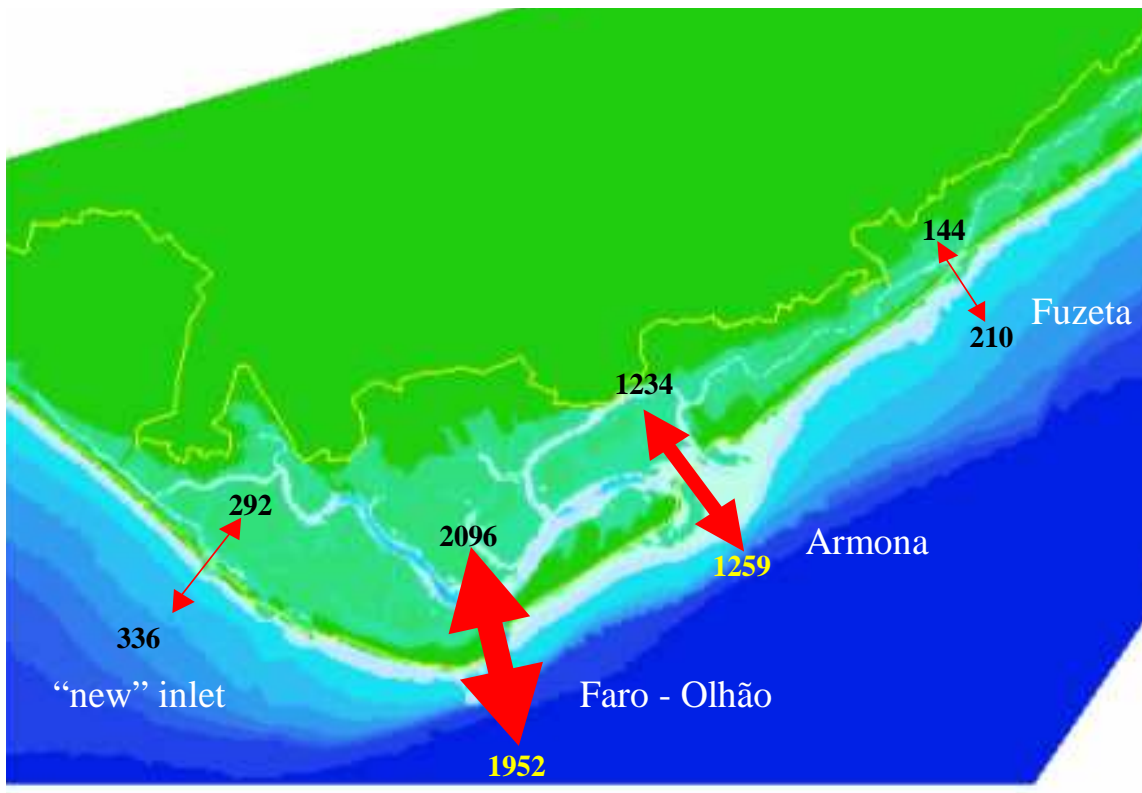 144
Fuzeta
210
1234
292
2096
Armona
1259
336
“new” inlet
Faro - Olhão
1952